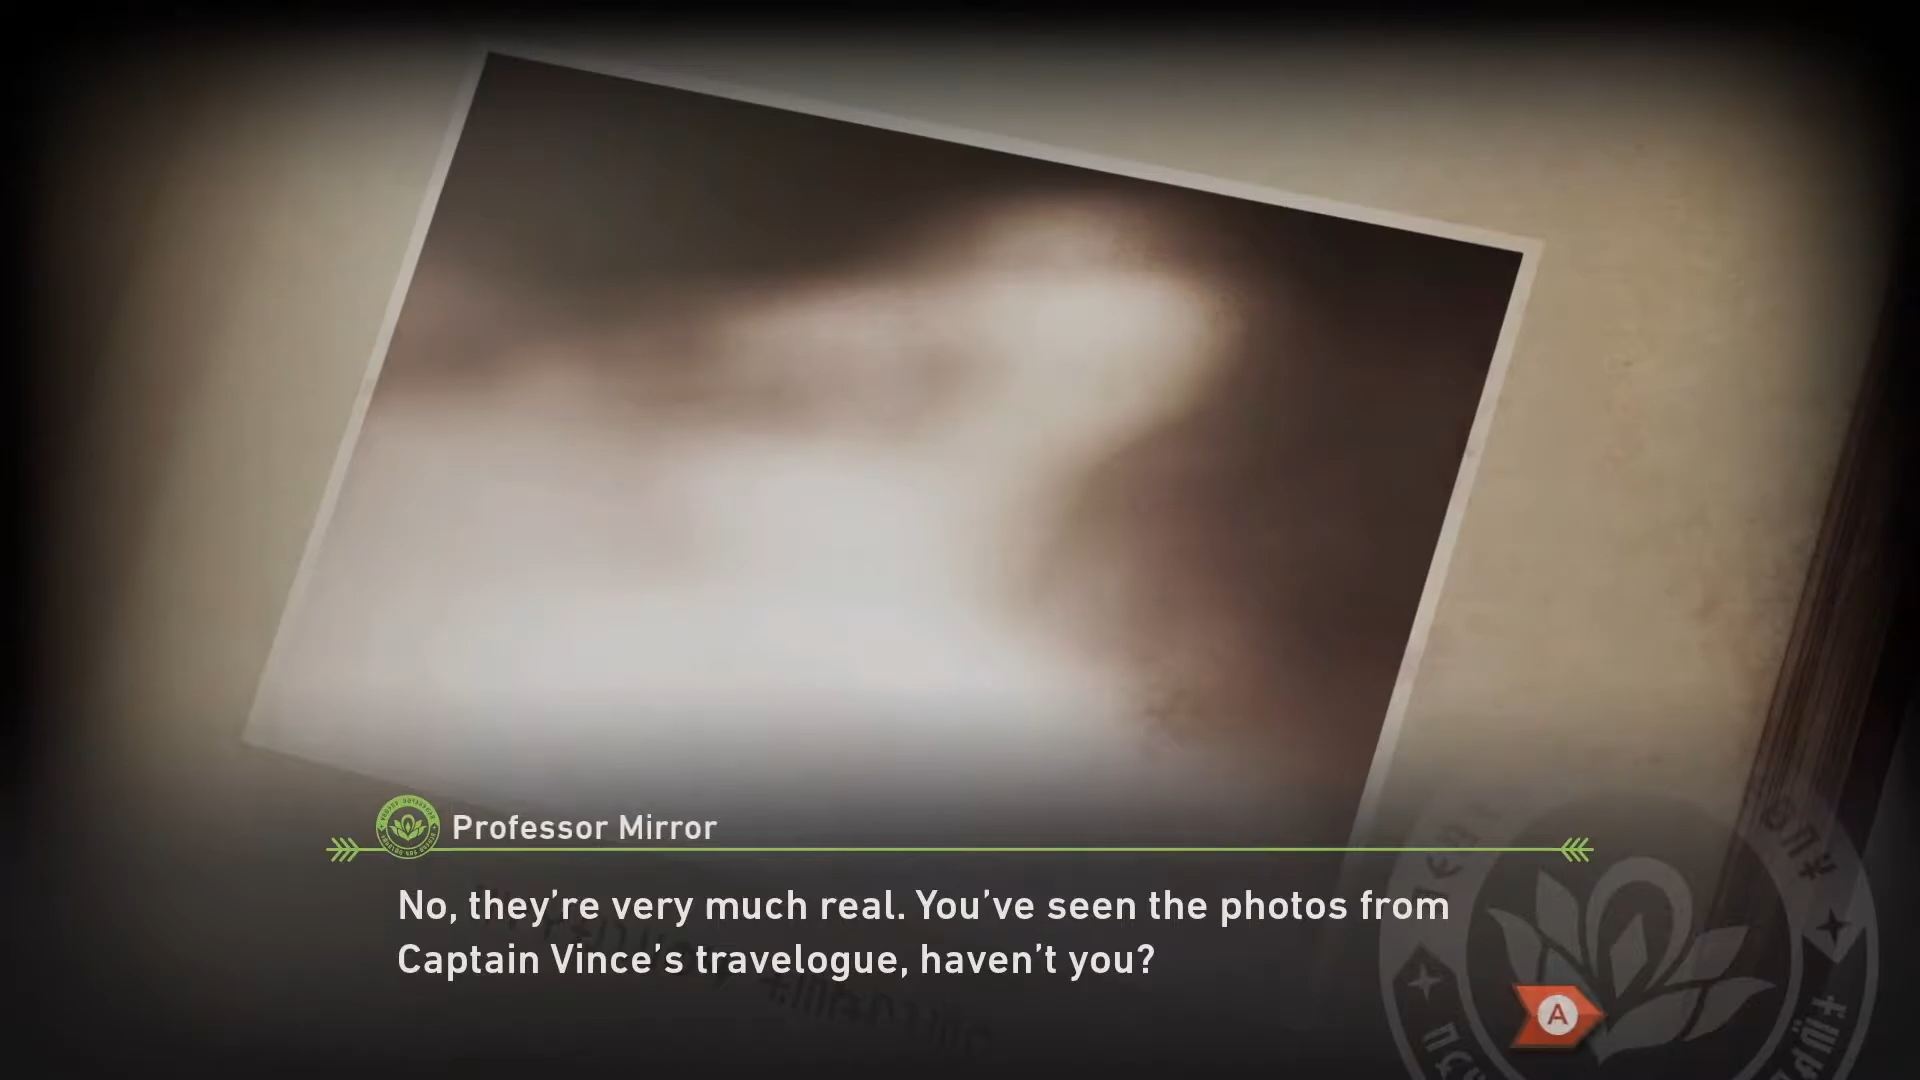 Professor Mirror
No, they're very much real. You've seen the photos from
Captain Vince's travelogue, haven't you?
A